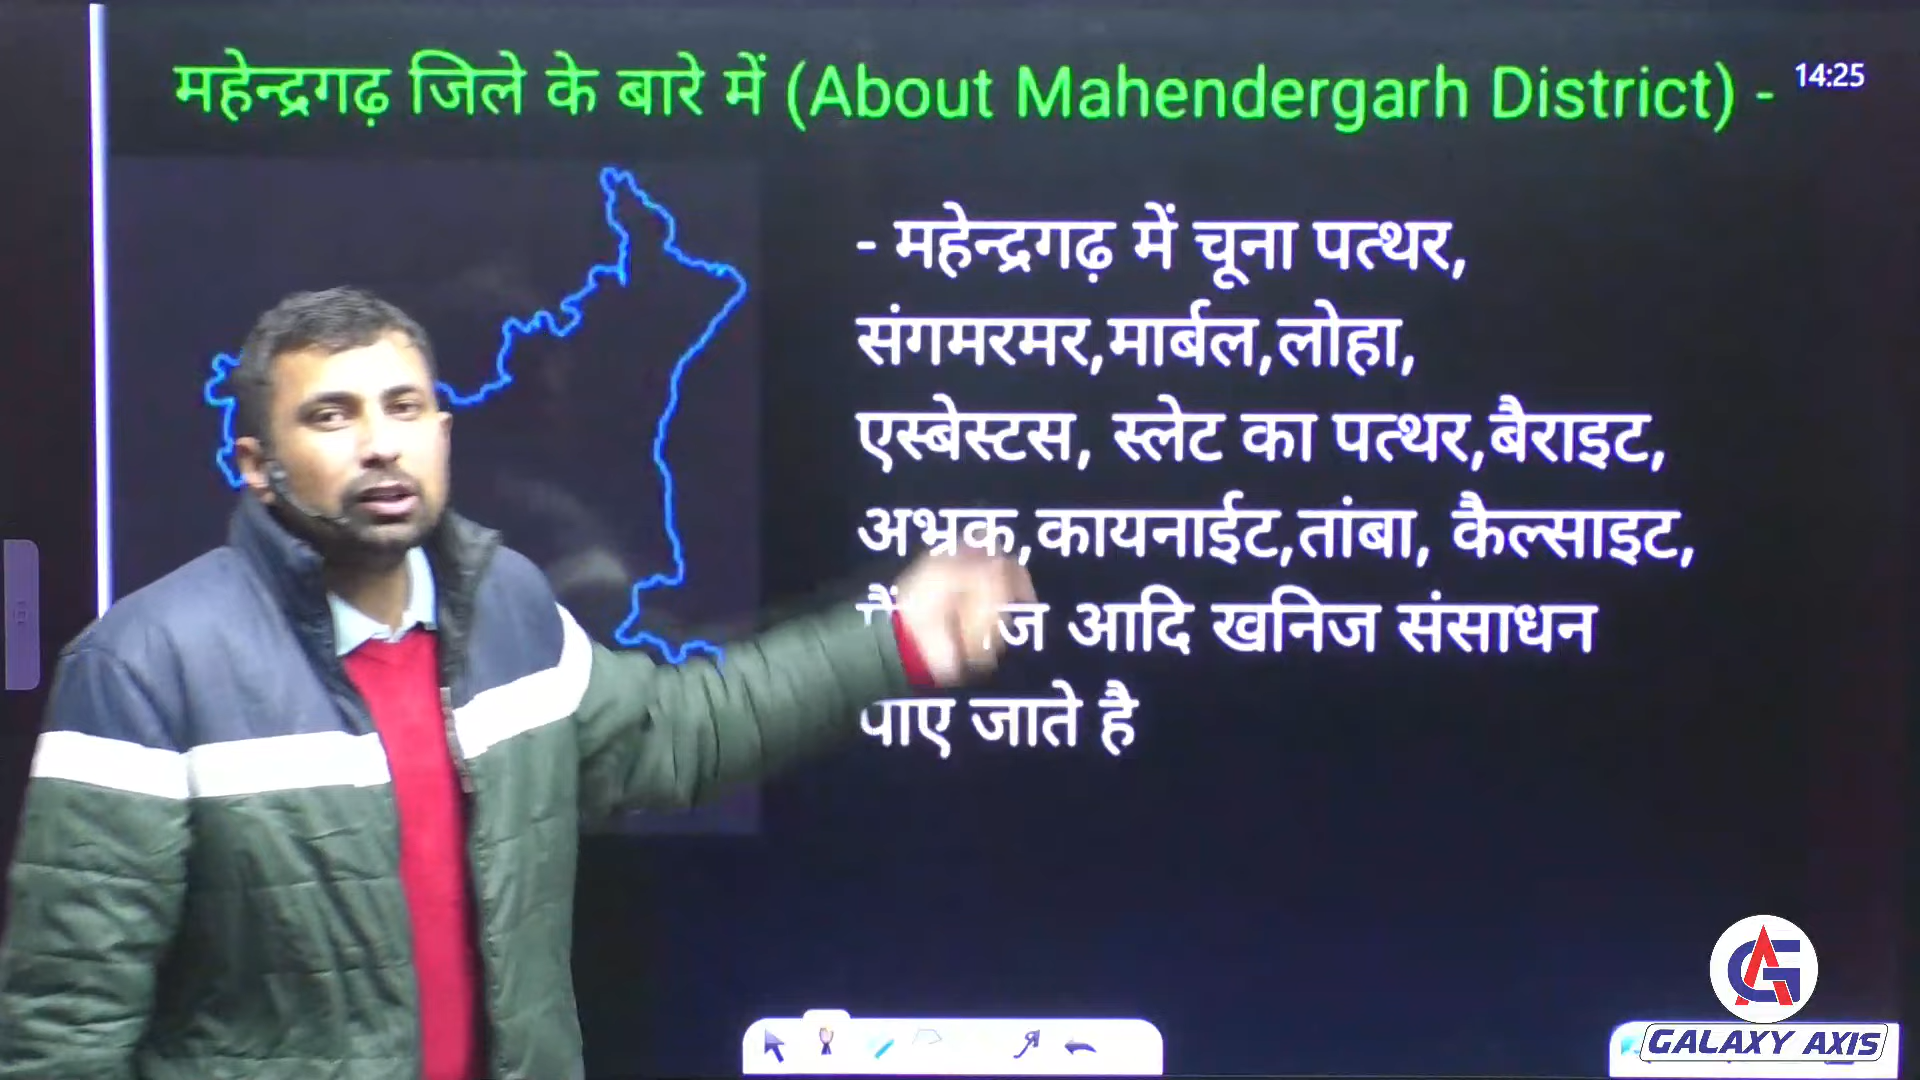 महेन्द्रगढ़ जिले के बारे में (About Mahendergarh District) -
14:25
- महेन्द्रगढ़ में चूना पत्थर,
संगमरमर,मार्बल,लोहा,
एस्बेस्टस, स्लेट का पत्थर,बैराइट,
अभ्रक,कायनाईट,तांबा, कैल्साइट,
आदि खनिज संसाधन
पाए जाते है
GALAXY AXIS